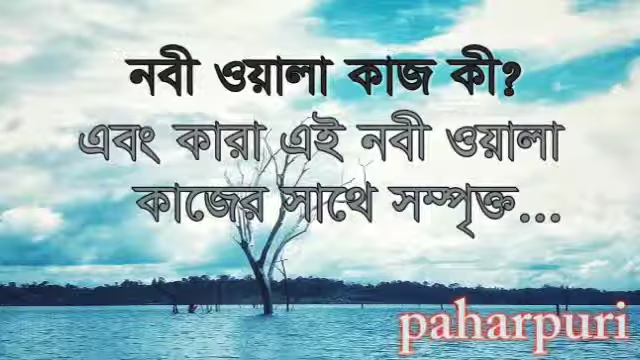 নবী ওয়ালা কাজ কী?
এবং কারা এই নবী ওয়ালা
কাজের সাথে সম্পৃক্ত...
paharpuri